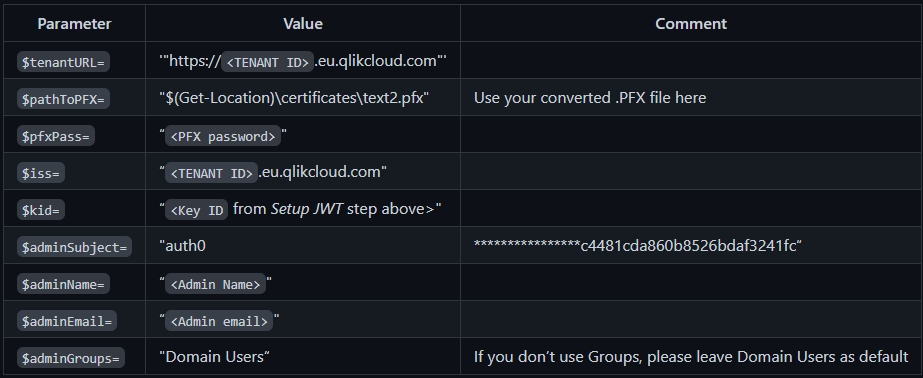 Parameter Value Comment
$tenantURL= '"https://<TENANT ID>.eu.qlikcloud.com"'
$pathToPFX= "$(Get-Location)\certificates\text2.pfx" Use your converted .PFX file here
$pfxPass= “<PFX password>"
$iss= “<TENANT ID>.eu.qlikcloud.com"
$kid= “<Key ID from Setup JWT step above>"
$adminSubject= "auth0 ****************c4481cda860b8526bdaf3241fc“
$adminName= “<Admin Name>"
$adminEmail= “<Admin email>"
$adminGroups= "Domain Users“ If you don’t use Groups, please leave Domain Users as default